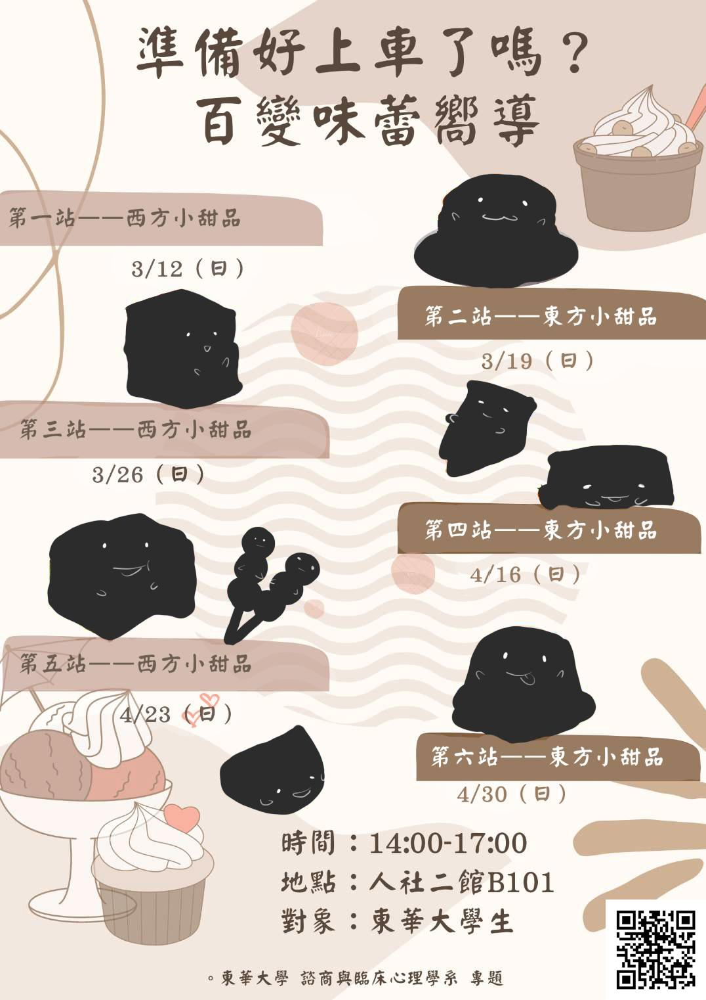 準備好上車了嗎？
百變味蕾嚮導
第一站——西方小甜品
3/12（日）
第二站——東方小甜品
3/19（日）
第三站——西方小甜品
3/26（日）
第四站——東方小甜品
4/16（日）
第五站——西方小甜品
4/23（日）
第六站——東方小甜品
4/30（日）
時間：14:00-17:00
地點：人社二館B101
對象：東華大學生
。東華大學 諮商與臨床心理學系 專題